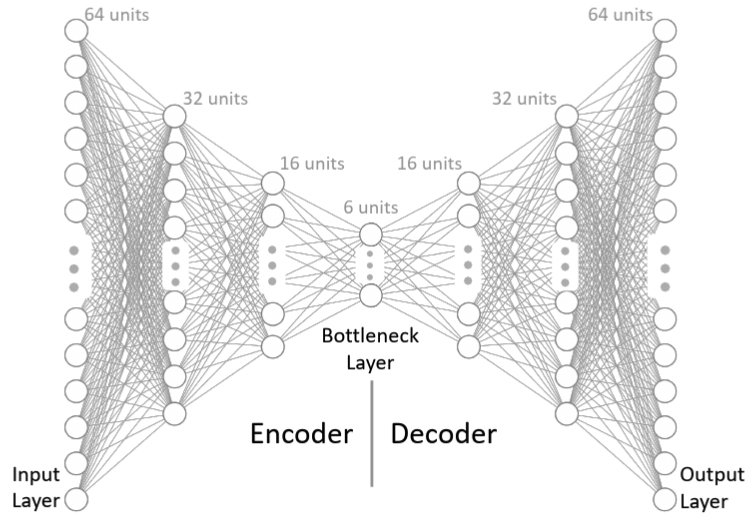 64 units
64 units
32 units
32 units
16 units
16 units
6 units
Bottleneck
Layer
Encoder
Decoder
Input
Layer
Output
Layer